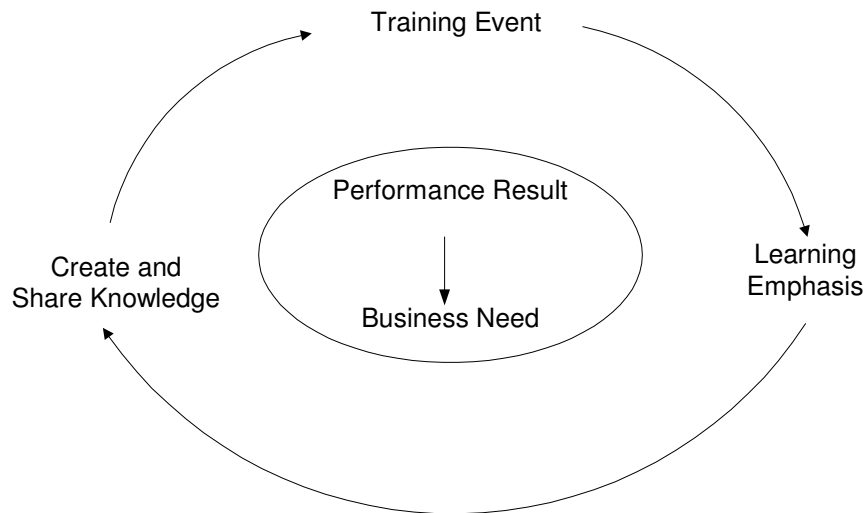 Training Event
Performance Result
Business Need
Learning
Emphasis
Create and
Share Knowledge